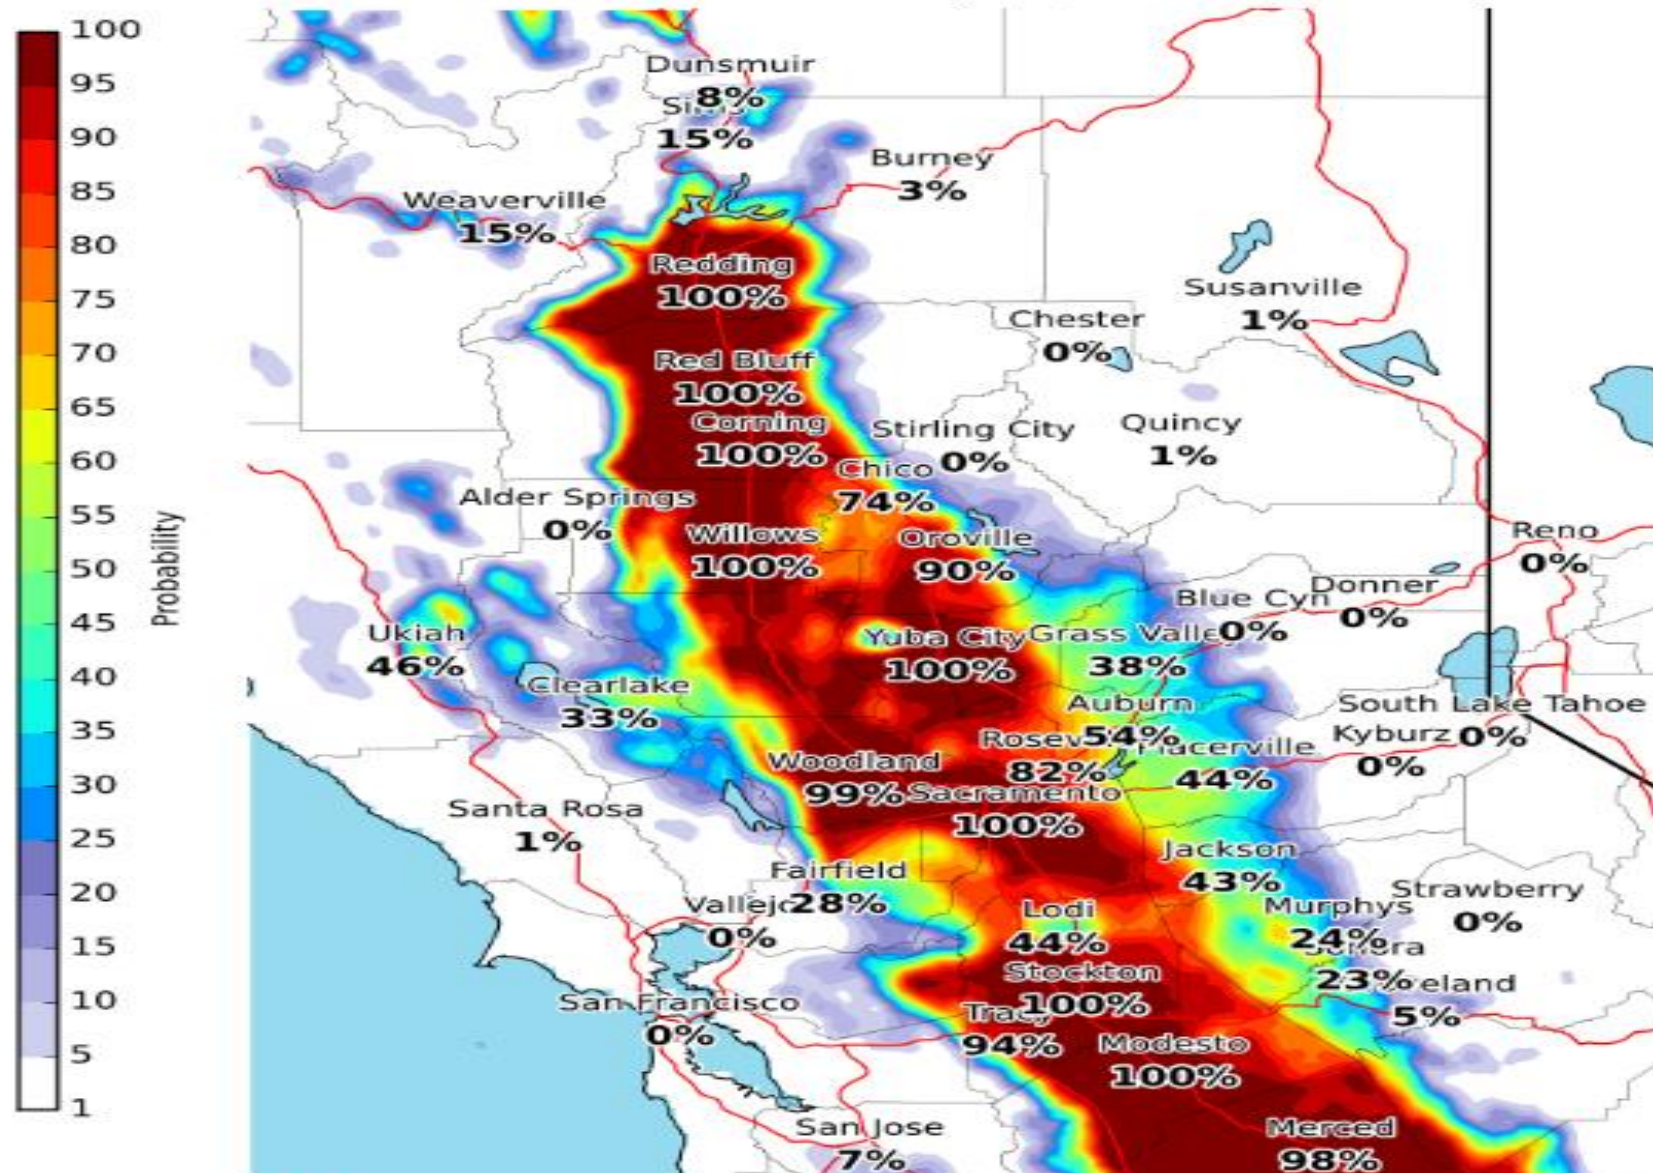 100
95
90
85
80
75
70
65
60
55
50
45
40
35
30
25
20
15
10
5
1
Probability
Dunsmuir
8%
15%
Burney
3%
Weaverville
15%
Redding
100%
Susanville
1%
Chester
0%
Red Bluff
100%
Corning
100%
Stirling City
0%
Quincy
1%
Chico
74%
Alder Springs
0%
Willows
100%
Oroville
90%
Reno
0%
Donner
0%
Blue Cyn
0%
Ukiah
46%
Yuba City
100%
Grass Valley
38%
Clearlake
33%
Auburn
54%
South Lake Tahoe
0%
Kyburz
0%
82%
Placerville
44%
Woodland
99%
Sacramento
100%
Santa Rosa
1%
Jackson
43%
Fairfield
28%
Strawberry
0%
Vallejo
0%
Lodi
44%
Murphys
24%
Stockton
100%
23%
5%
San Francisco
0%
Tracy
94%
Modesto
100%
San Jose
7%
Merced
98%